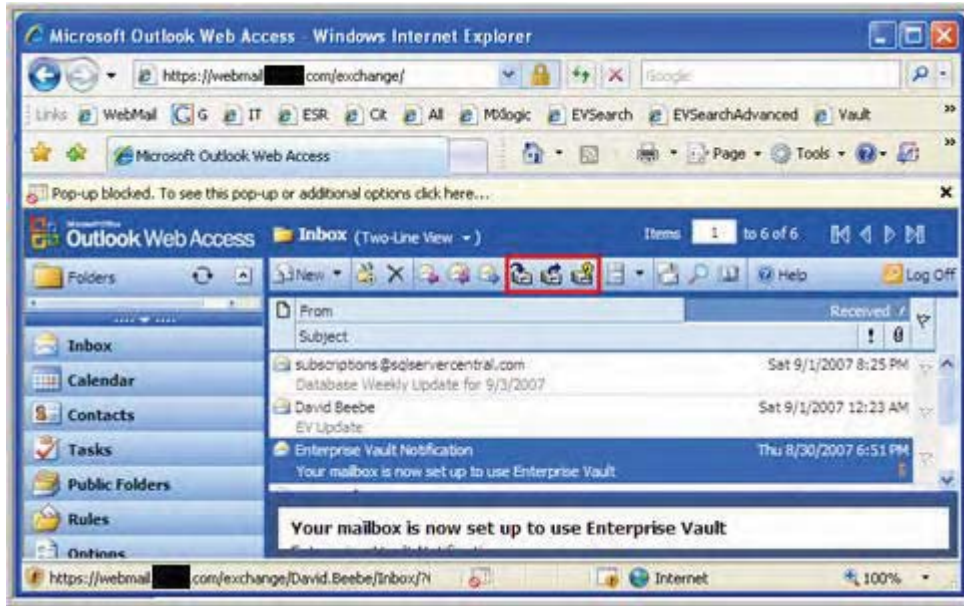 Microsoft Outlook Web Access - Windows Internet Explorer
https://webmail com/exchange/
Google
Links WebMail G IT ESR Cit All MXlogic EVSearch EVSearchAdvanced Vault »
Microsoft Outlook Web Access Page Tools »
Pop-up blocked. To see this pop-up or additional options click here...
Outlook Web Access Inbox (Two-Line View) Items 1 to 6 of 6
Folders New Help Log Off
From Received
Subject
Inbox
subscriptions@sqlservercentral.com Sat 9/1/2007 8:25 PM
Database Weekly Update for 9/3/2007
Calendar
David Beebe Sat 9/1/2007 12:23 AM
EV Update
Contacts
Tasks
Enterprise Vault Notification Thu 8/30/2007 6:51 PM
Your mailbox is now set up to use Enterprise Vault
Public Folders
Rules
Your mailbox is now set up to use Enterprise Vault
Options
https://webmail com/exchange/David.Beebe/Inbox/ Internet 100%